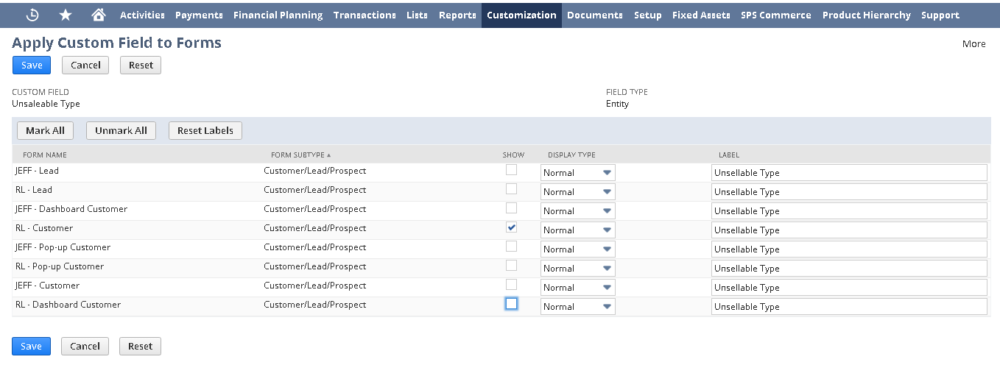 Activities Payments Financial Planning Transactions Lists Reports Customization Documents Setup Fixed Assets SPS Commerce Product Hierarchy Support
Apply Custom Field to Forms More
Save Cancel Reset
CUSTOM FIELD FIELD TYPE
Unsaleable Type Entity
Mark All Unmark All Reset Labels
FORM NAME FORM SUBTYPE ▲ SHOW DISPLAY TYPE LABEL
JEFF - Lead Customer/Lead/Prospect Normal Unsellable Type
RL - Lead Customer/Lead/Prospect Normal Unsellable Type
JEFF - Dashboard Customer Customer/Lead/Prospect Normal Unsellable Type
RL - Customer Customer/Lead/Prospect Normal Unsellable Type
JEFF - Pop-up Customer Customer/Lead/Prospect Normal Unsellable Type
RL - Pop-up Customer Customer/Lead/Prospect Normal Unsellable Type
JEFF - Customer Customer/Lead/Prospect Normal Unsellable Type
RL - Dashboard Customer Customer/Lead/Prospect Normal Unsellable Type
Save Cancel Reset